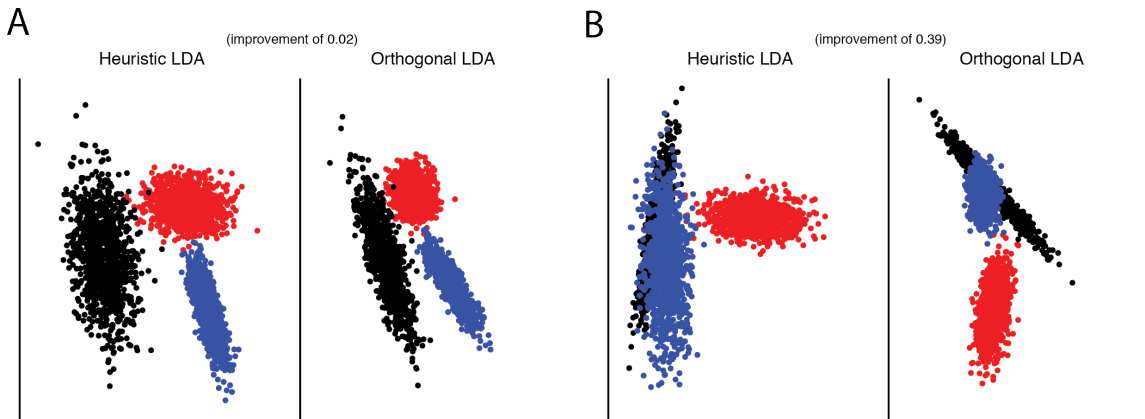 A
(improvement of 0.02)
Heuristic LDA
Orthogonal LDA
B
(improvement of 0.39)
Heuristic LDA
Orthogonal LDA